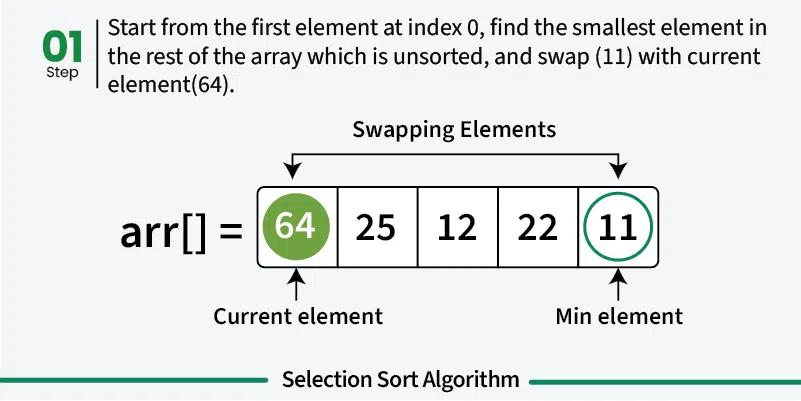 01
Step
Start from the first element at index 0, find the smallest element in
the rest of the array which is unsorted, and swap (11) with current
element(64).
Swapping Elements
arr[] = 64 25 12 22 11
Current element
Min element
Selection Sort Algorithm